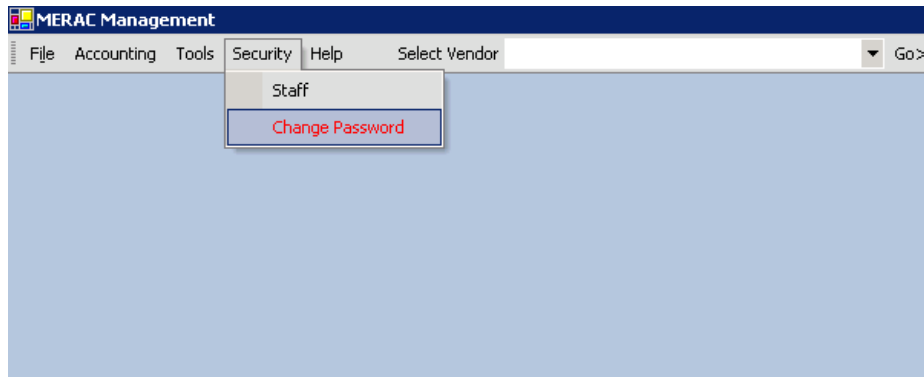 MERAC Management
File Accounting Tools Security Help Select Vendor Go>
Staff
Change Password